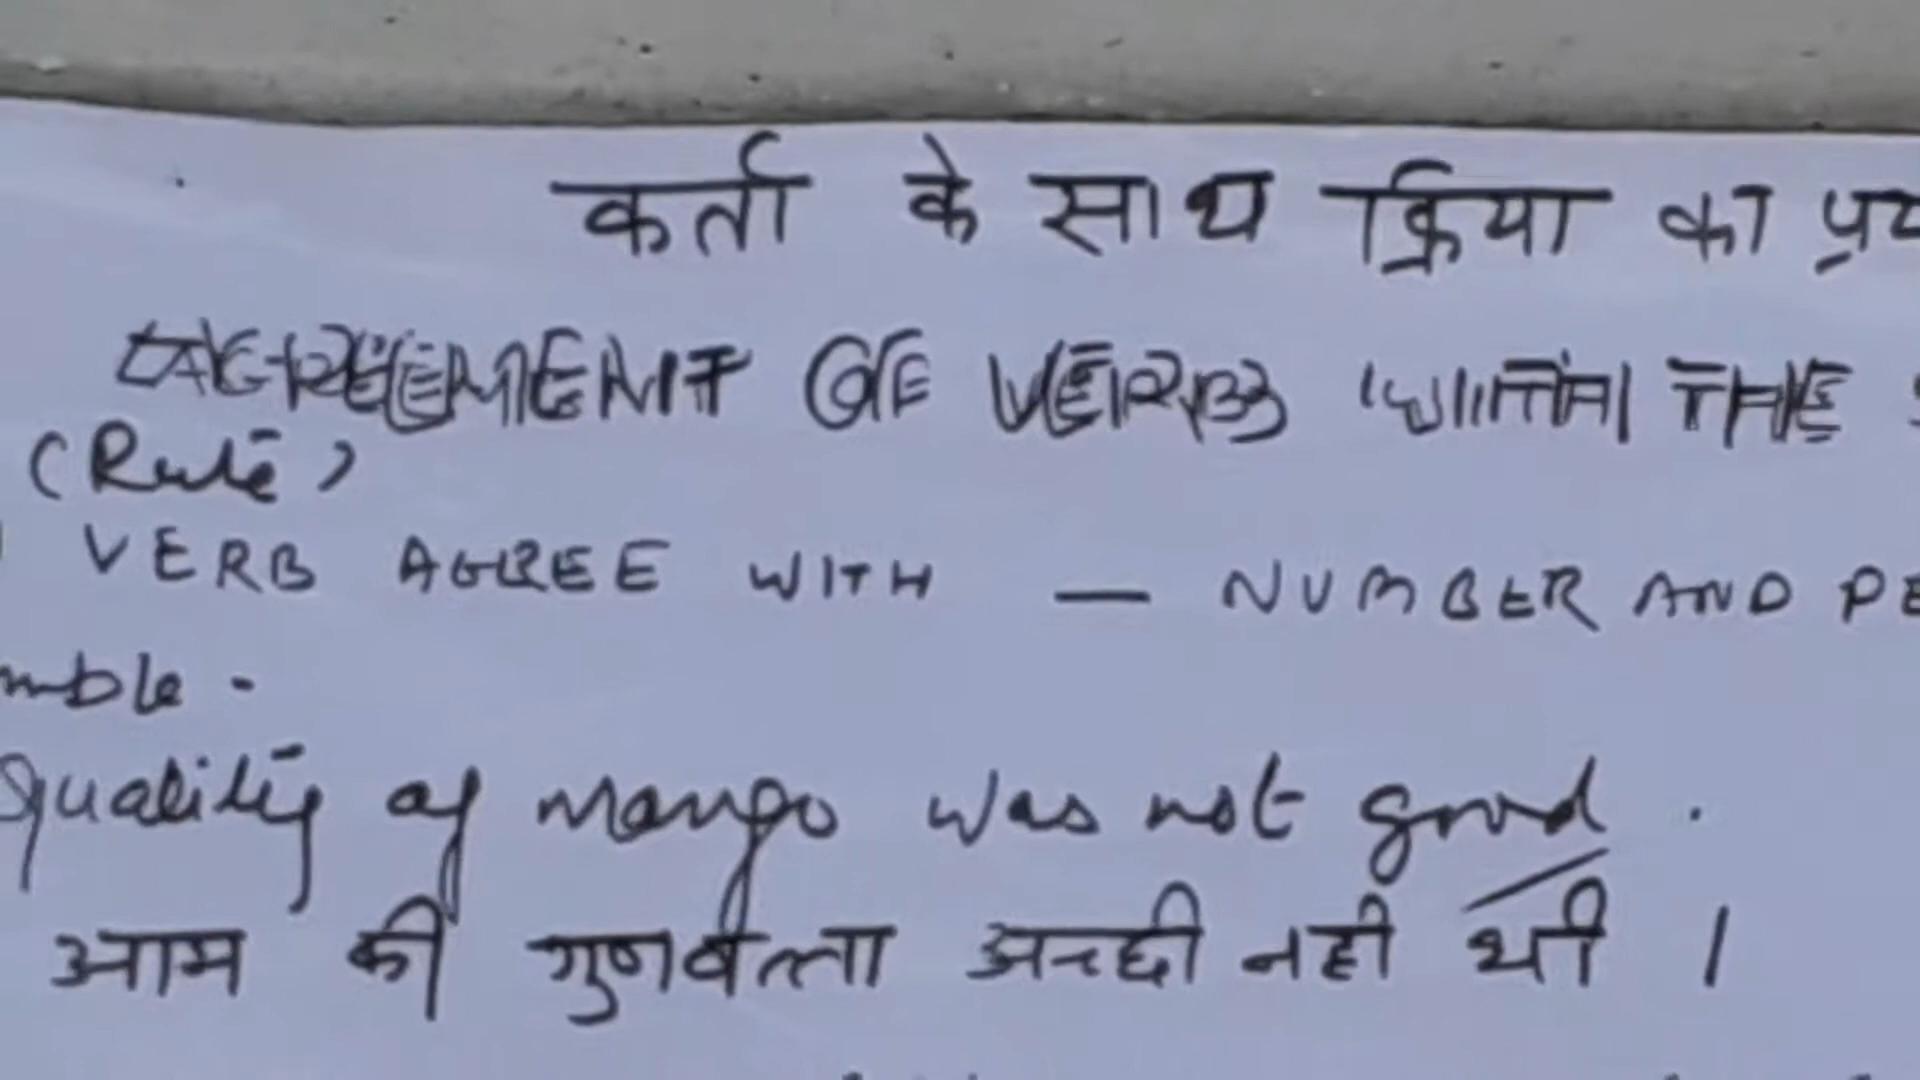 कर्ता के साथ क्रिया का प्रय
AGREEMENT OF VERB WITH THE
(Rule)
VERB AGREE WITH — NUMBER AND PE
mble -
quality of mango was not good .
आम की गुणवत्ता अच्छी नही थी ।